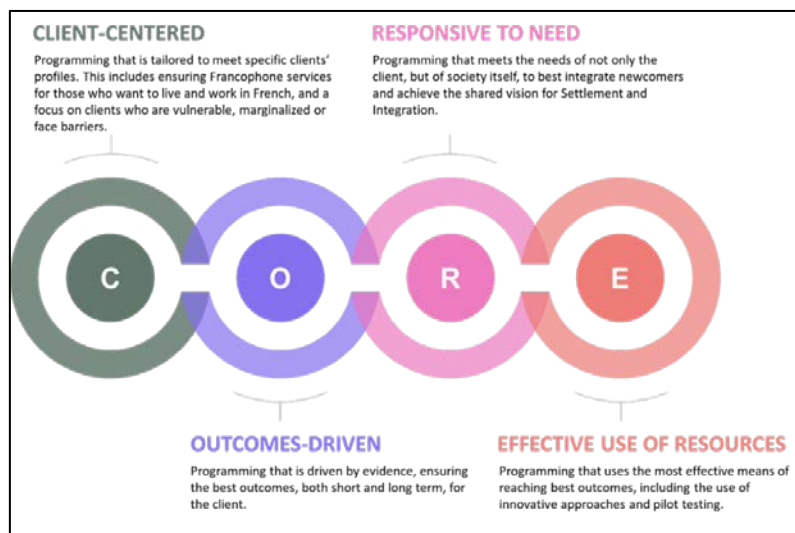 CLIENT-CENTERED
Programming that is tailored to meet specific clients'
profiles. This includes ensuring Francophone services
for those who want to live and work in French, and a
focus on clients who are vulnerable, marginalized or
face barriers.
RESPONSIVE TO NEED
Programming that meets the needs of not only the
client, but of society itself, to best integrate newcomers
and achieve the shared vision for Settlement and
Integration.
C
O
R
E
OUTCOMES-DRIVEN
Programming that is driven by evidence, ensuring
the best outcomes, both short and long term, for
the client.
EFFECTIVE USE OF RESOURCES
Programming that uses the most effective means of
reaching best outcomes, including the use of
innovative approaches and pilot testing.